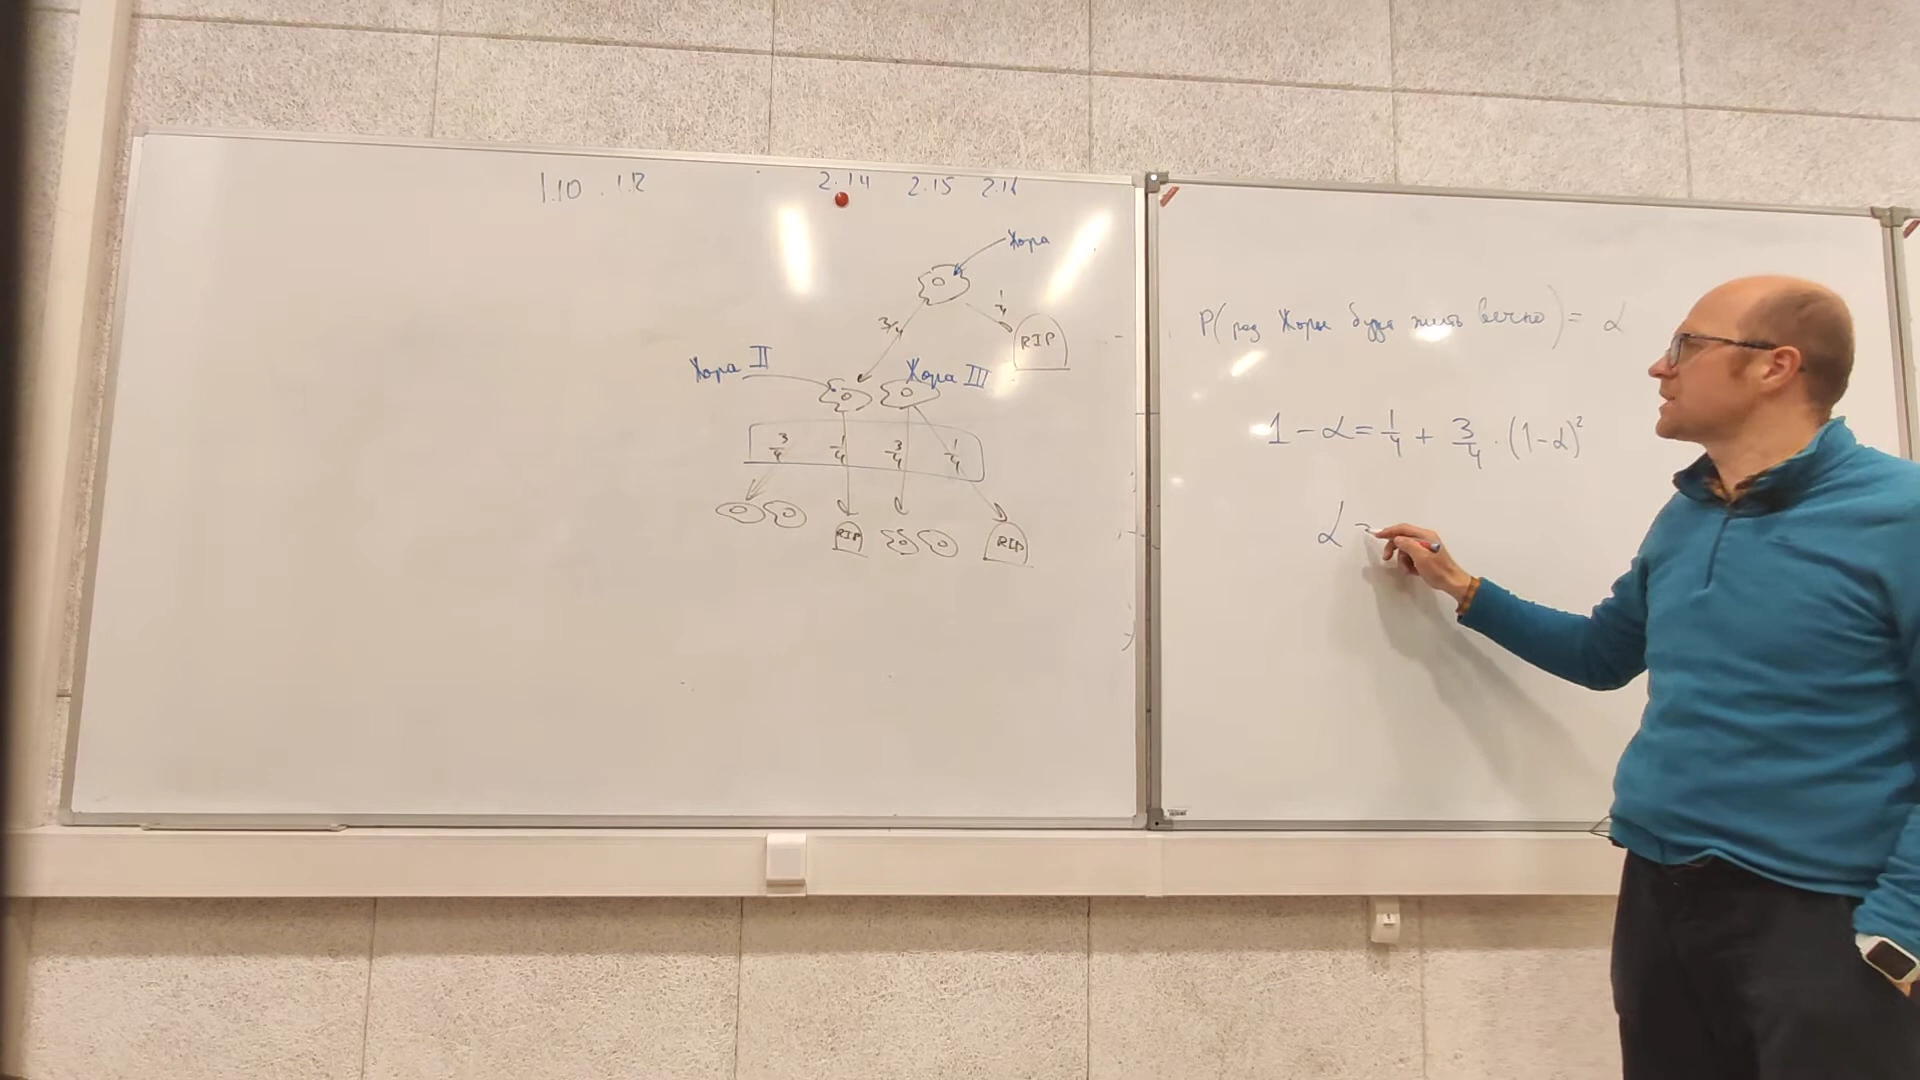 1.10 . 1.12
2.14 2.15 2.16
Жора
3/4 1/4
RIP
Жора II
Жора III
3/4 1/4 3/4 1/4
RIP
RIP
P(род Жоры будет жить вечно) = α
1 - α = 1/4 + 3/4 · (1-α)²
α =